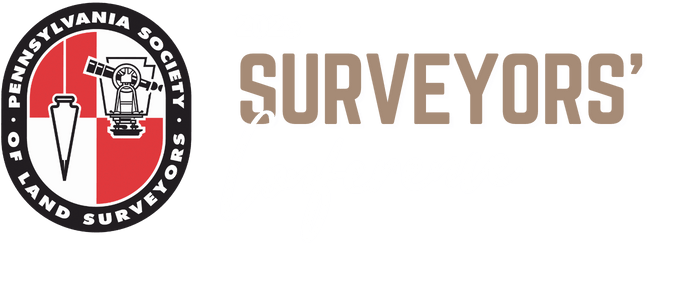 · PENNSYLVANIA SOCIETY ·
OF LAND SURVEYORS
SURVEYORS’